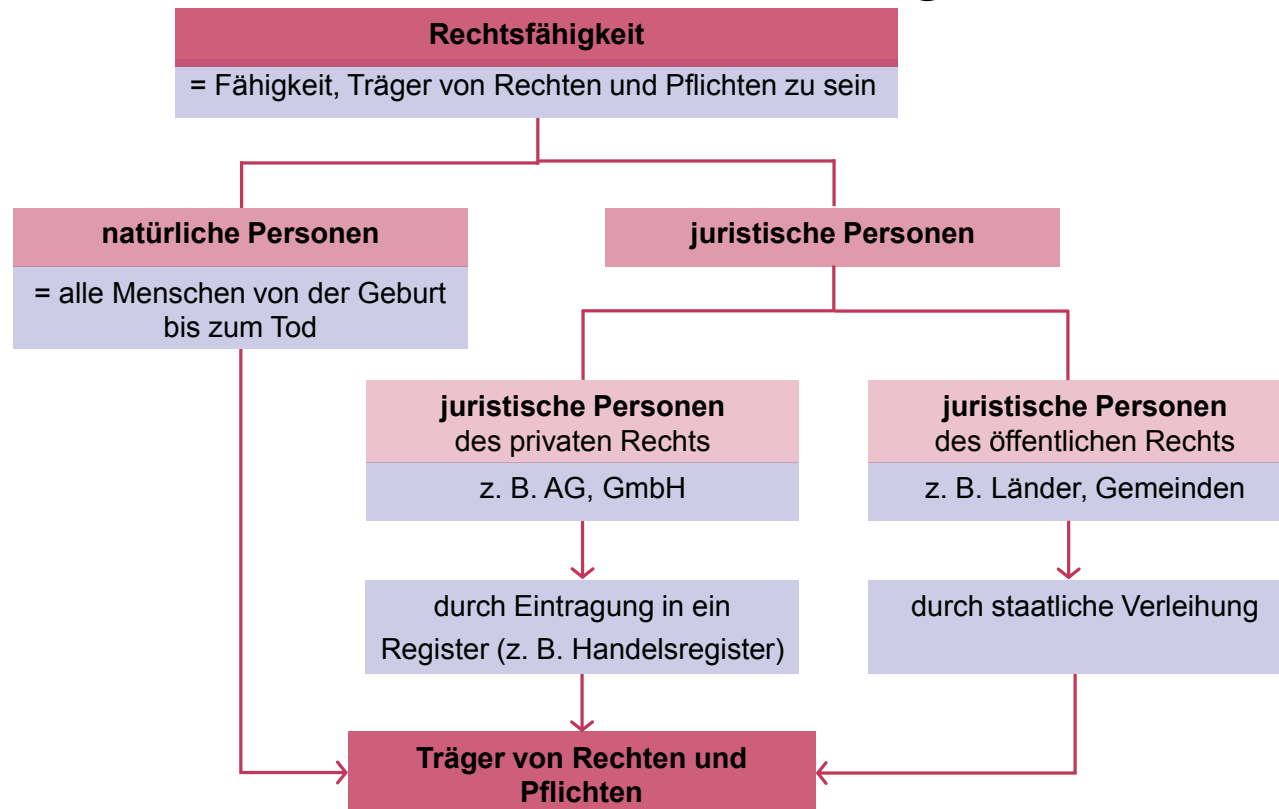 Rechtsfähigkeit
= Fähigkeit, Träger von Rechten und Pflichten zu sein
natürliche Personen
= alle Menschen von der Geburt
bis zum Tod
juristische Personen
juristische Personen
des privaten Rechts
z. B. AG, GmbH
durch Eintragung in ein
Register (z. B. Handelsregister)
juristische Personen
des öffentlichen Rechts
z. B. Länder, Gemeinden
durch staatliche Verleihung
Träger von Rechten und
Pflichten